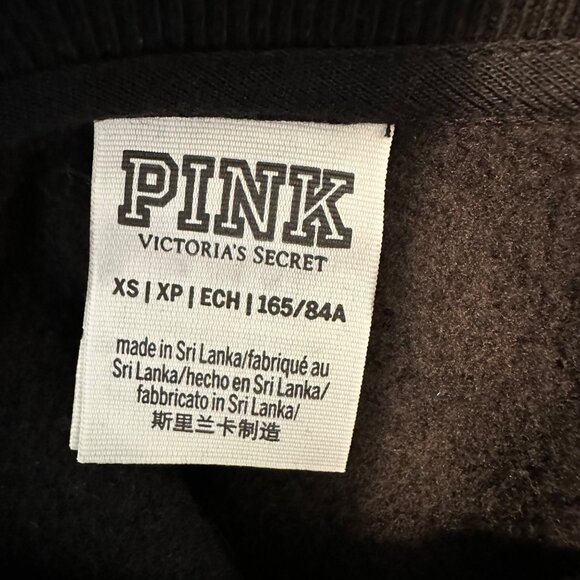 PINK
VICTORIA'S SECRET
XS | XP | ECH | 165/84A
made in Sri Lanka/fabriqué au
Sri Lanka/hecho en Sri Lanka/
fabbricato in Sri Lanka/
斯里兰卡制造